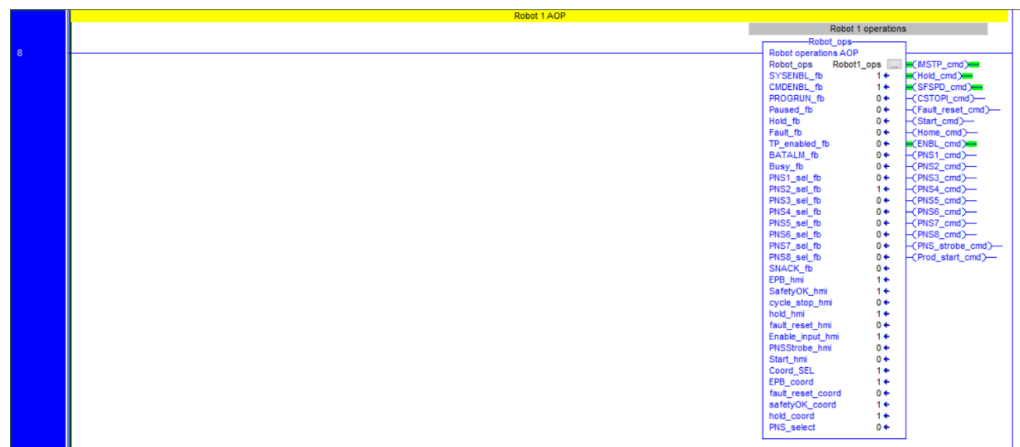 Robot 1 AOP
Robot 1 operations
8
Robot_ops
Robot operations AOP
Robot_ops Robot1_ops ... (IMSTP_cmd)
SYSENBL_fb 1 (Hold_cmd)
CMDENBL_fb 1 (SFSPD_cmd)
PROGRUN_fb 0 (CSTOPI_cmd)
Paused_fb 0 (Fault_reset_cmd)
Hold_fb 0 (Start_cmd)
Fault_fb 0 (Home_cmd)
TP_enabled_fb 0 (ENBL_cmd)
BATALM_fb 0 (PNS1_cmd)
Busy_fb 0 (PNS2_cmd)
PNS1_sel_fb 0 (PNS3_cmd)
PNS2_sel_fb 1 (PNS4_cmd)
PNS3_sel_fb 0 (PNS5_cmd)
PNS4_sel_fb 0 (PNS6_cmd)
PNS5_sel_fb 0 (PNS7_cmd)
PNS6_sel_fb 0 (PNS8_cmd)
PNS7_sel_fb 0 (PNS_strobe_cmd)
PNS8_sel_fb 0 (Prod_start_cmd)
SNACK_fb 0
EPB_hmi 1
SafetyOK_hmi 1
cycle_stop_hmi 0
hold_hmi 1
fault_reset_hmi 0
Enable_input_hmi 1
PNSStrobe_hmi 0
Start_hmi 0
Coord_SEL 1
EPB_coord 1
fault_reset_coord 0
safetyOK_coord 1
hold_coord 1
PNS_select 0